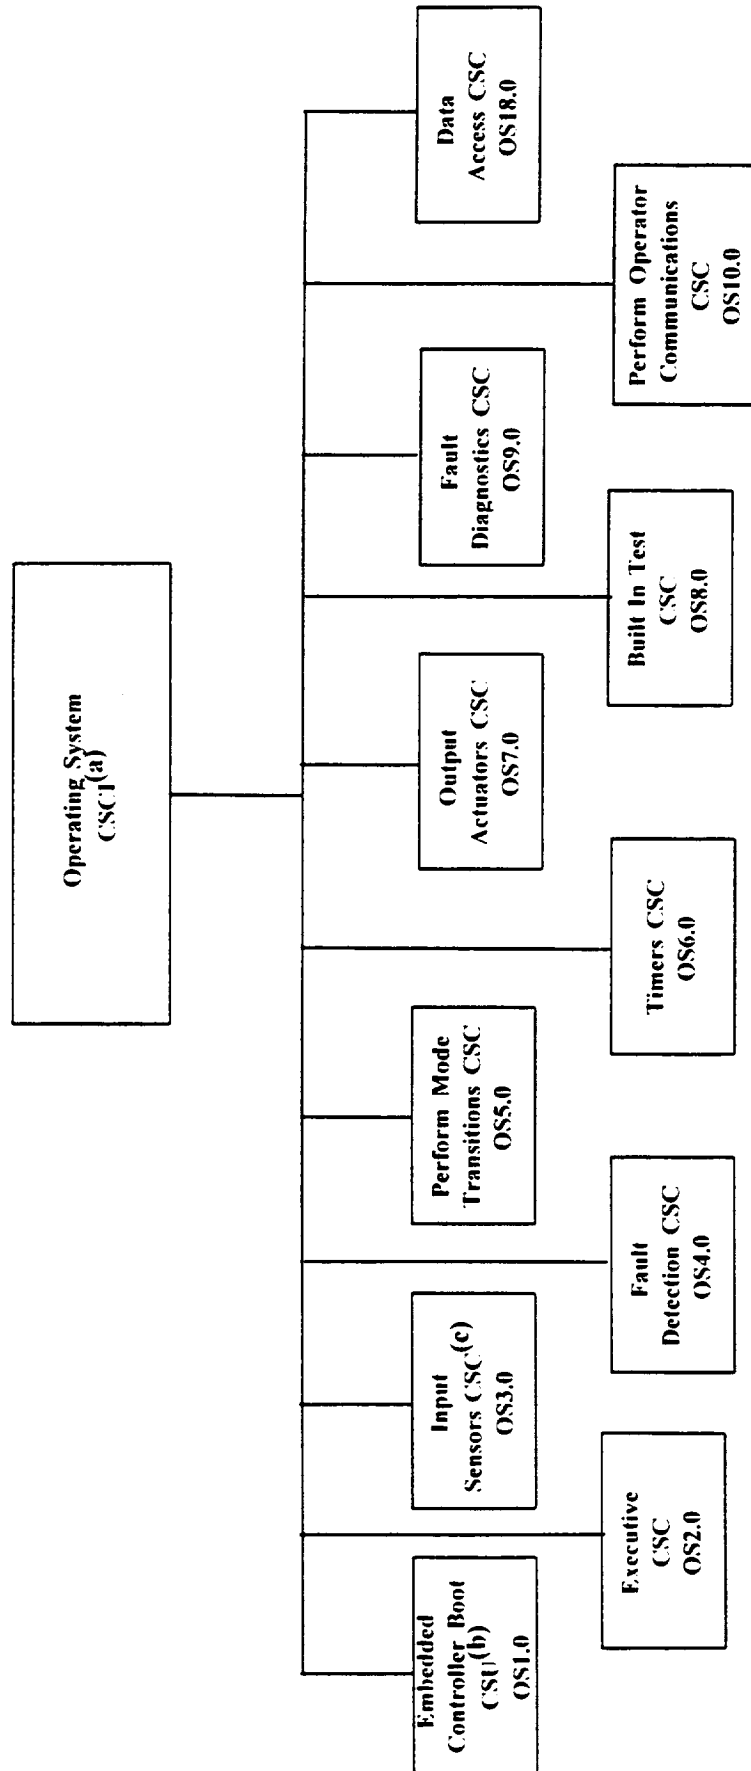 Operating System
CSCI(a)
Embedded
Controller Boot
CSU(b)
OS1.0
Executive
CSC
OS2.0
Input
Sensors CSC(c)
OS3.0
Fault
Detection CSC
OS4.0
Perform Mode
Transitions CSC
OS5.0
Timers CSC
OS6.0
Output
Actuators CSC
OS7.0
Built In Test
CSC
OS8.0
Fault
Diagnostics CSC
OS9.0
Perform Operator
Communications
CSC
OS10.0
Data
Access CSC
OS18.0